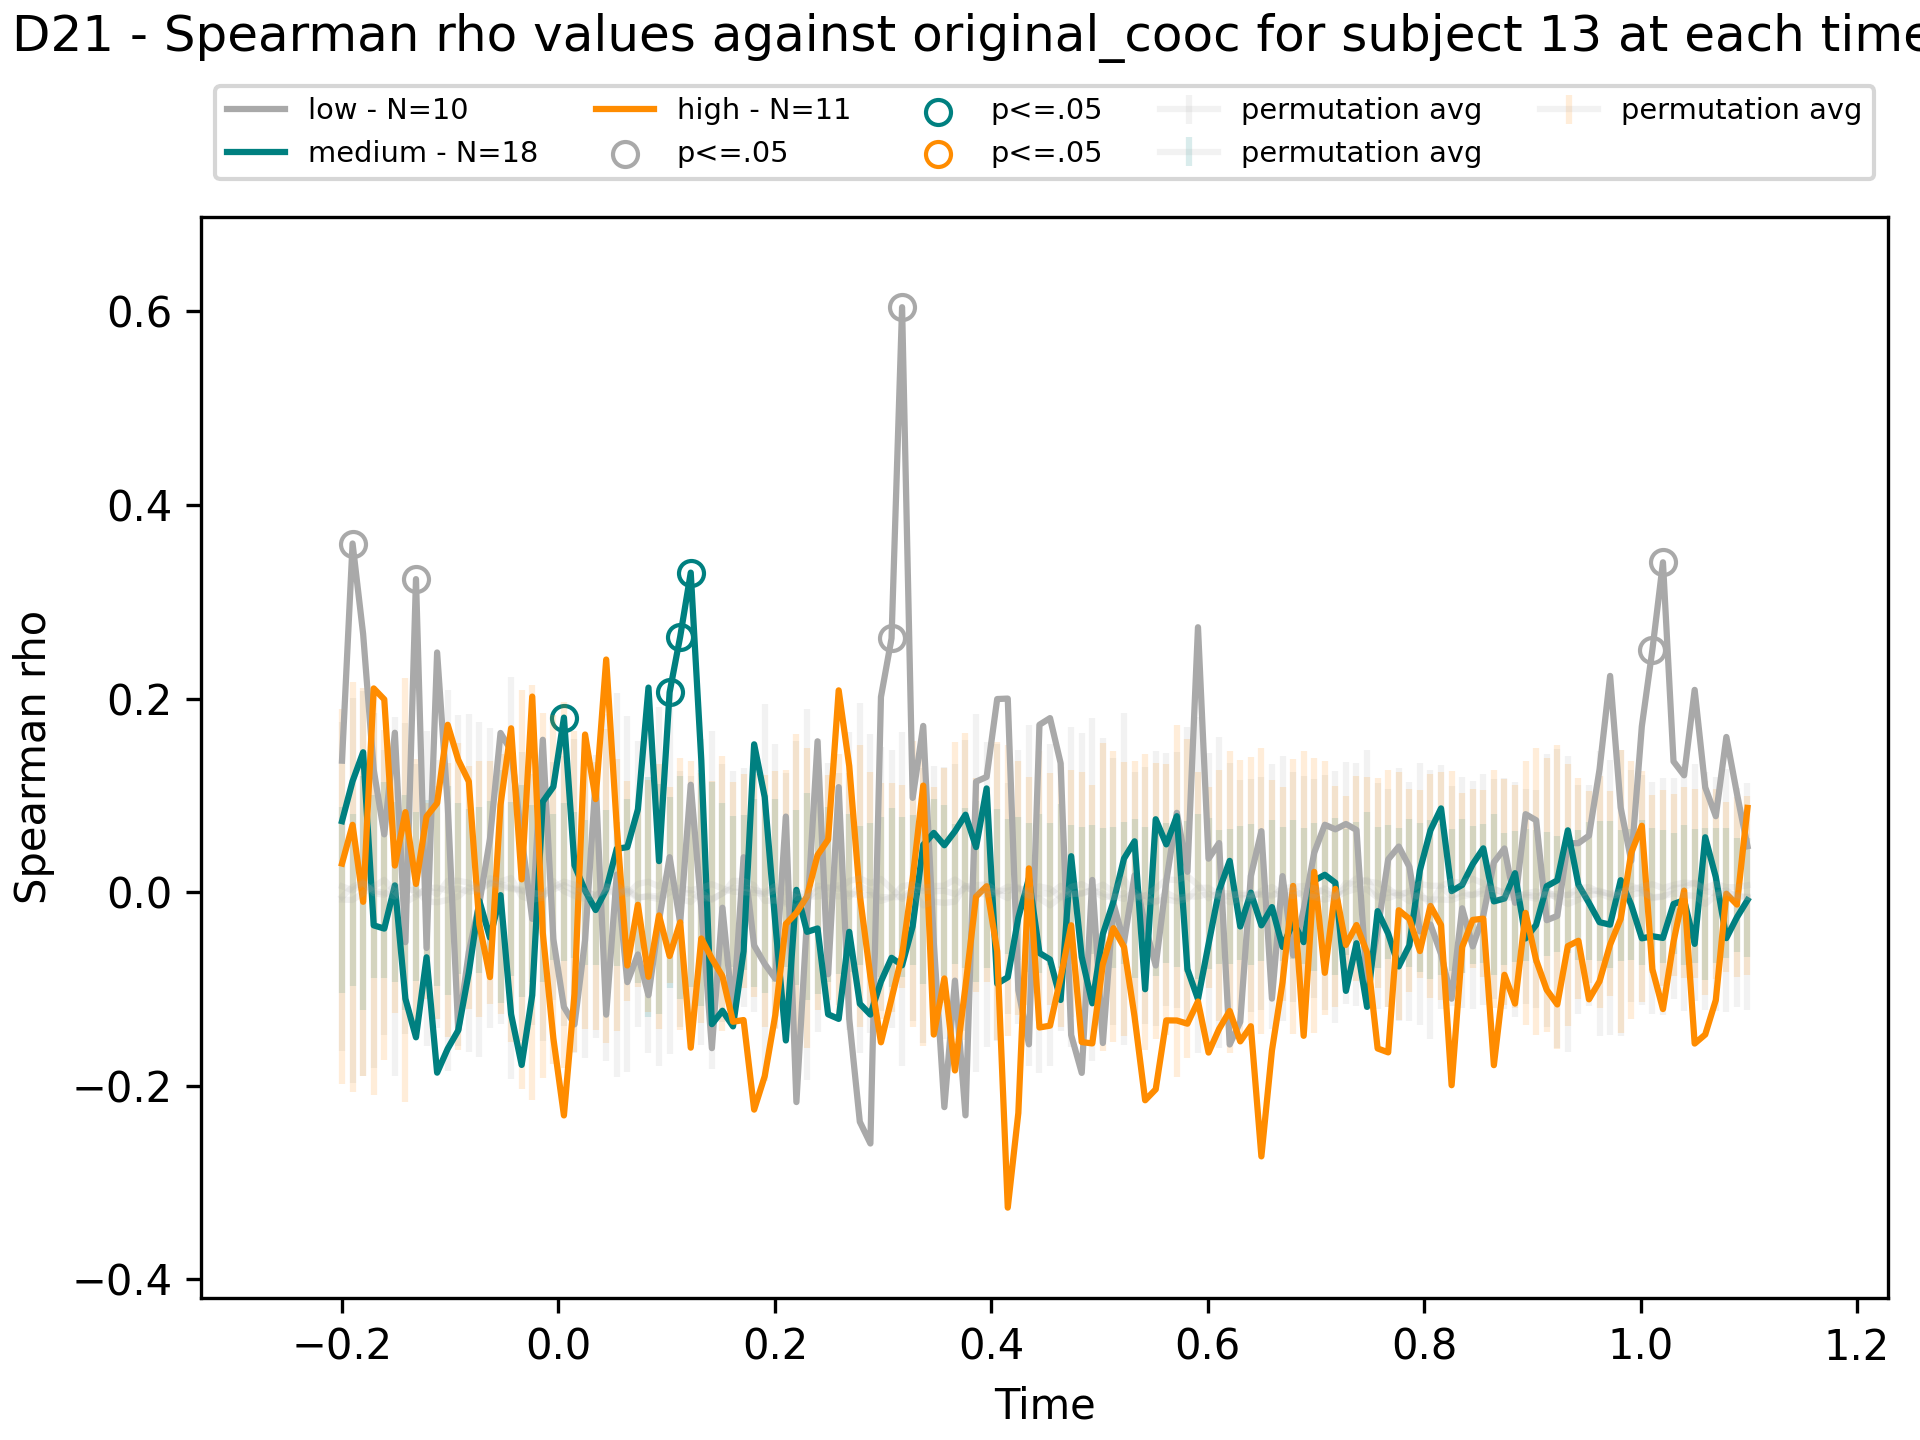 D21 - Spearman rho values against original_cooc for subject 13 at each time
low - N=10
medium - N=18
high - N=11
p<=.05
p<=.05
p<=.05
permutation avg
permutation avg
permutation avg
Spearman rho
0.6
0.4
0.2
0.0
−0.2
−0.4
−0.2 0.0 0.2 0.4 0.6 0.8 1.0 1.2
Time